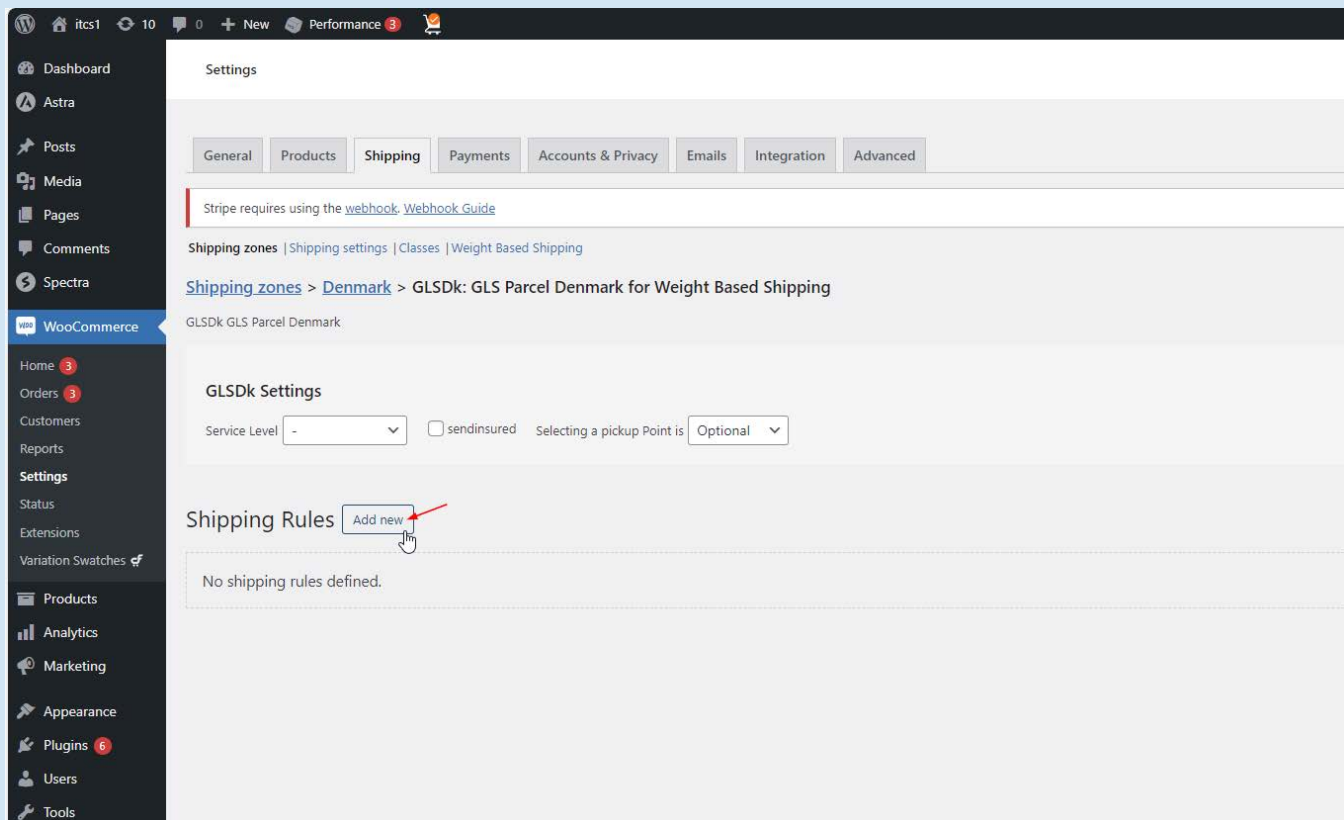 itcs1 10 0 New Performance 3
Dashboard
Astra
Posts
Media
Pages
Comments
Spectra
WooCommerce
Home 3
Orders 3
Customers
Reports
Settings
Status
Extensions
Variation Swatches
Products
Analytics
Marketing
Appearance
Plugins 6
Users
Tools
Settings
General Products Shipping Payments Accounts & Privacy Emails Integration Advanced
Stripe requires using the webhook. Webhook Guide
Shipping zones | Shipping settings | Classes | Weight Based Shipping
Shipping zones > Denmark > GLSDk: GLS Parcel Denmark for Weight Based Shipping
GLSDk GLS Parcel Denmark
GLSDk Settings
Service Level - sendinsured Selecting a pickup Point is Optional
Shipping Rules Add new
No shipping rules defined.